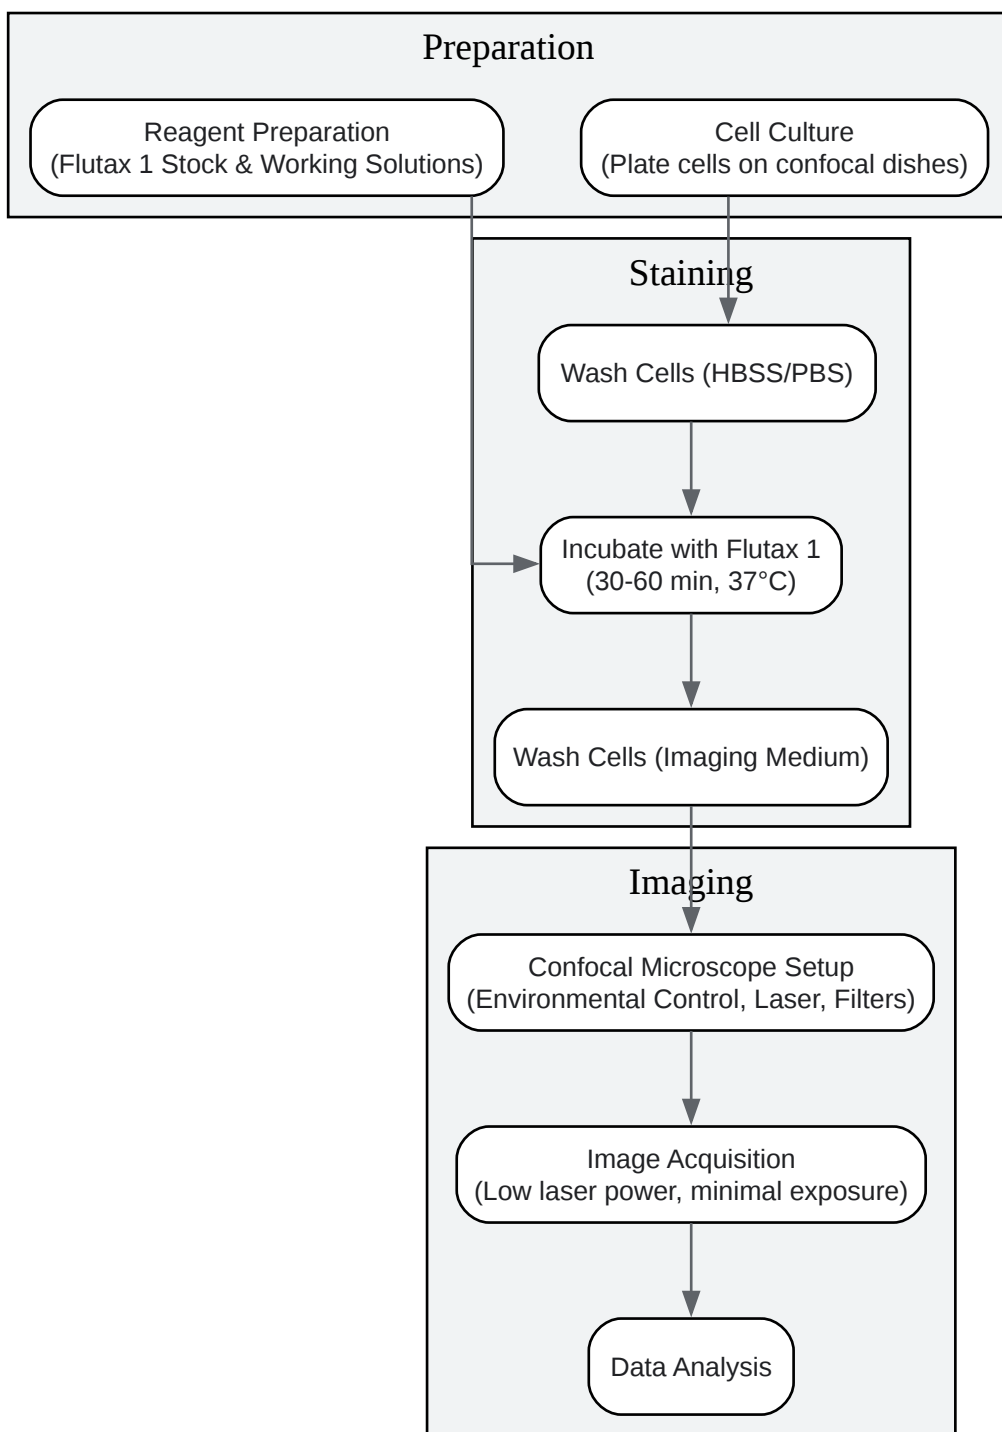 Preparation
Reagent Preparation
(Flutax 1 Stock & Working Solutions)
Cell Culture
(Plate cells on confocal dishes)
Staining
Wash Cells (HBSS/PBS)
Incubate with Flutax 1
(30-60 min, 37°C)
Wash Cells (Imaging Medium)
Imaging
Confocal Microscope Setup
(Environmental Control, Laser, Filters)
Image Acquisition
(Low laser power, minimal exposure)
Data Analysis